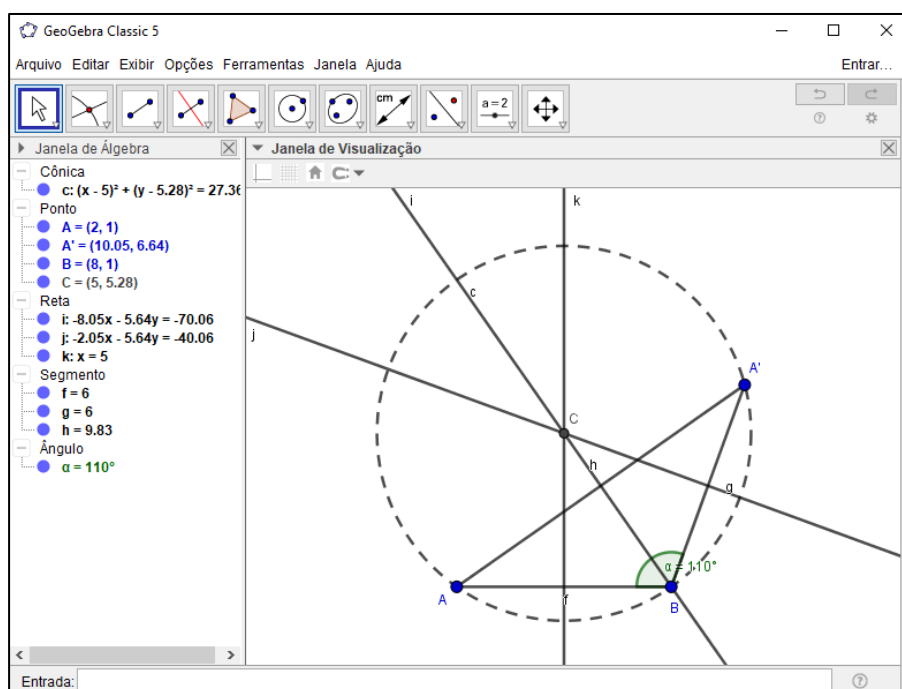 GeoGebra Classic 5
Arquivo Editar Exibir Opções Ferramentas Janela Ajuda
Entrar...
cm
a=2
Janela de Álgebra
Cônica
c: (x - 5)² + (y - 5.28)² = 27.36
Ponto
A = (2, 1)
A' = (10.05, 6.64)
B = (8, 1)
C = (5, 5.28)
Reta
i: -8.05x - 5.64y = -70.06
j: -2.05x - 5.64y = -40.06
k: x = 5
Segmento
f = 6
g = 6
h = 9.83
Ângulo
α = 110°
Janela de Visualização
i
k
c
j
A'
C
h
g
α = 110°
A
f
B
Entrada: